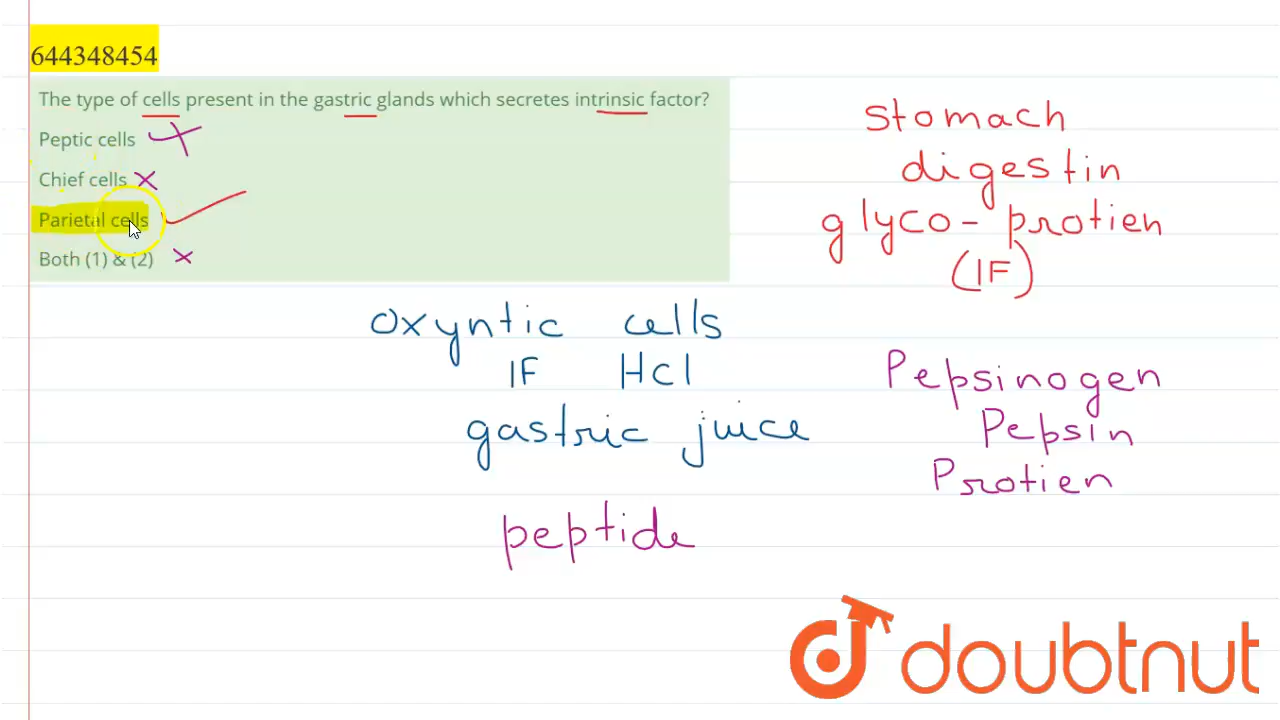 644348454
The type of cells present in the gastric glands which secretes intrinsic factor?
Peptic cells
Chief cells
Parietal cells
Both (1) & (2)
stomach
digestin
glyco - protien
(IF)
oxyntic cells
IF HCl
gastric juice
peptide
Pepsinogen
Pepsin
Protien
doubtnut